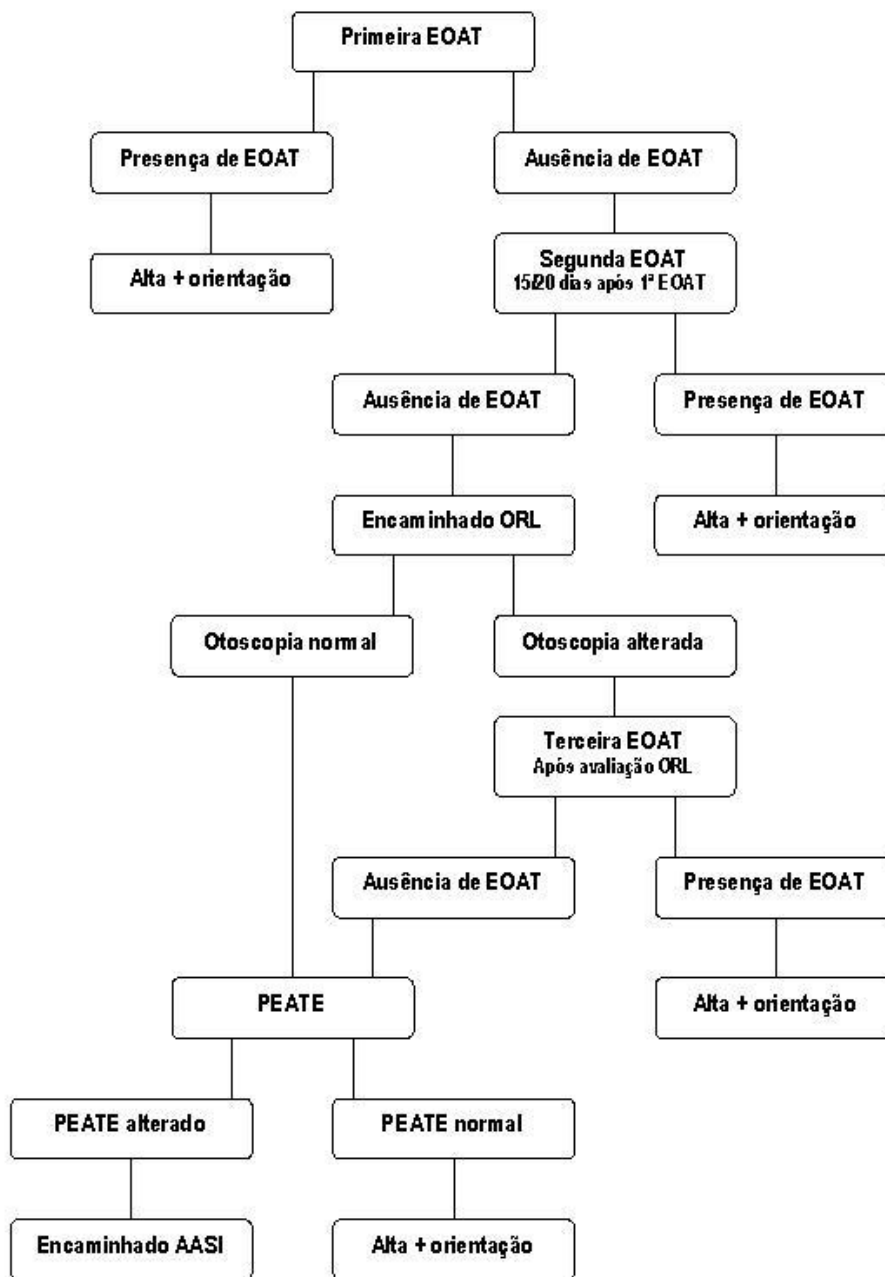 Primeira EOAT
Presença de EOAT
Ausência de EOAT
Alta + orientação
Segunda EOAT
15/20 dias após 1ª EOAT
Ausência de EOAT
Presença de EOAT
Encaminhado ORL
Alta + orientação
Otoscopia normal
Otoscopia alterada
Terceira EOAT
Após avaliação ORL
Ausência de EOAT
Presença de EOAT
PEATE
Alta + orientação
PEATE alterado
PEATE normal
Encaminhado AASI
Alta + orientação